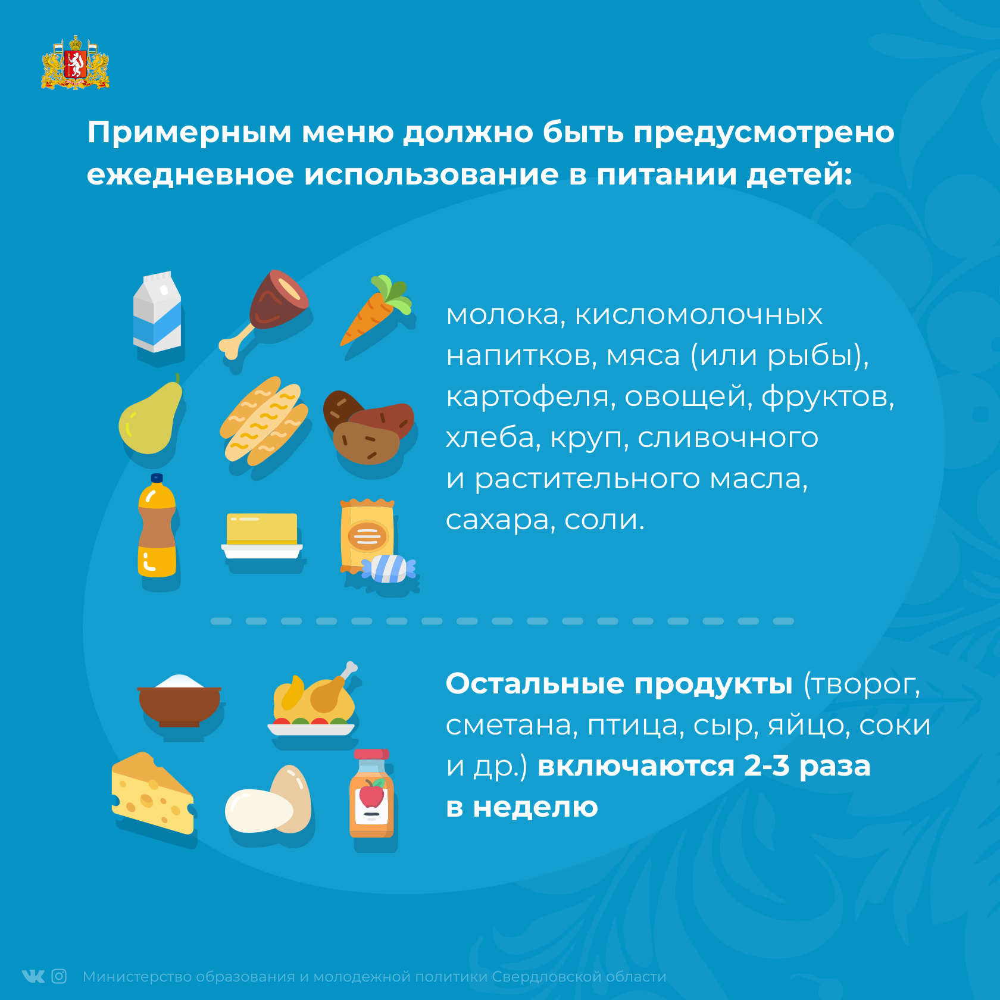 Примерным меню должно быть предусмотрено
ежедневное использование в питании детей:
молока, кисломолочных
напитков, мяса (или рыбы),
картофеля, овощей, фруктов,
хлеба, круп, сливочного
и растительного масла,
сахара, соли.
Остальные продукты (творог,
сметана, птица, сыр, яйцо, соки
и др.) включаются 2-3 раза
в неделю
Министерство образования и молодежной политики Свердловской области